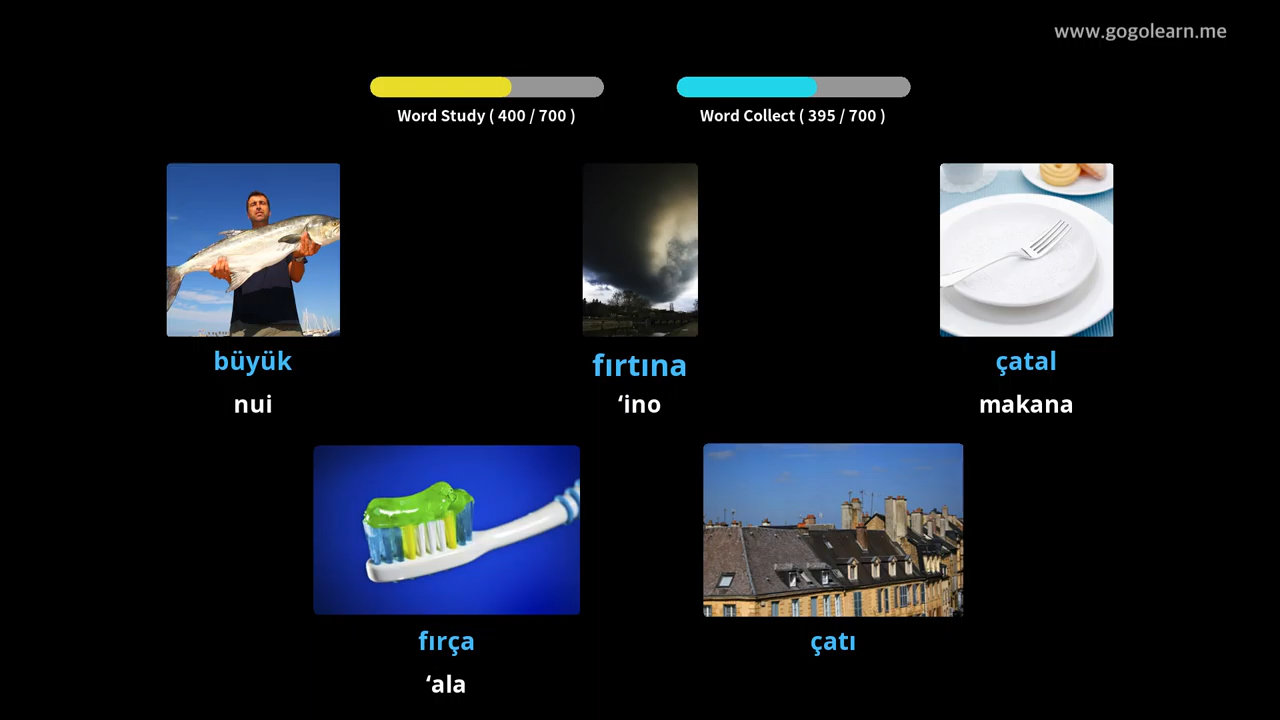 www.gogolearn.me
Word Study ( 400 / 700 )
Word Collect ( 395 / 700 )
büyük
fırtına
çatal
nui
‘ino
makana
fırça
çatı
‘ala